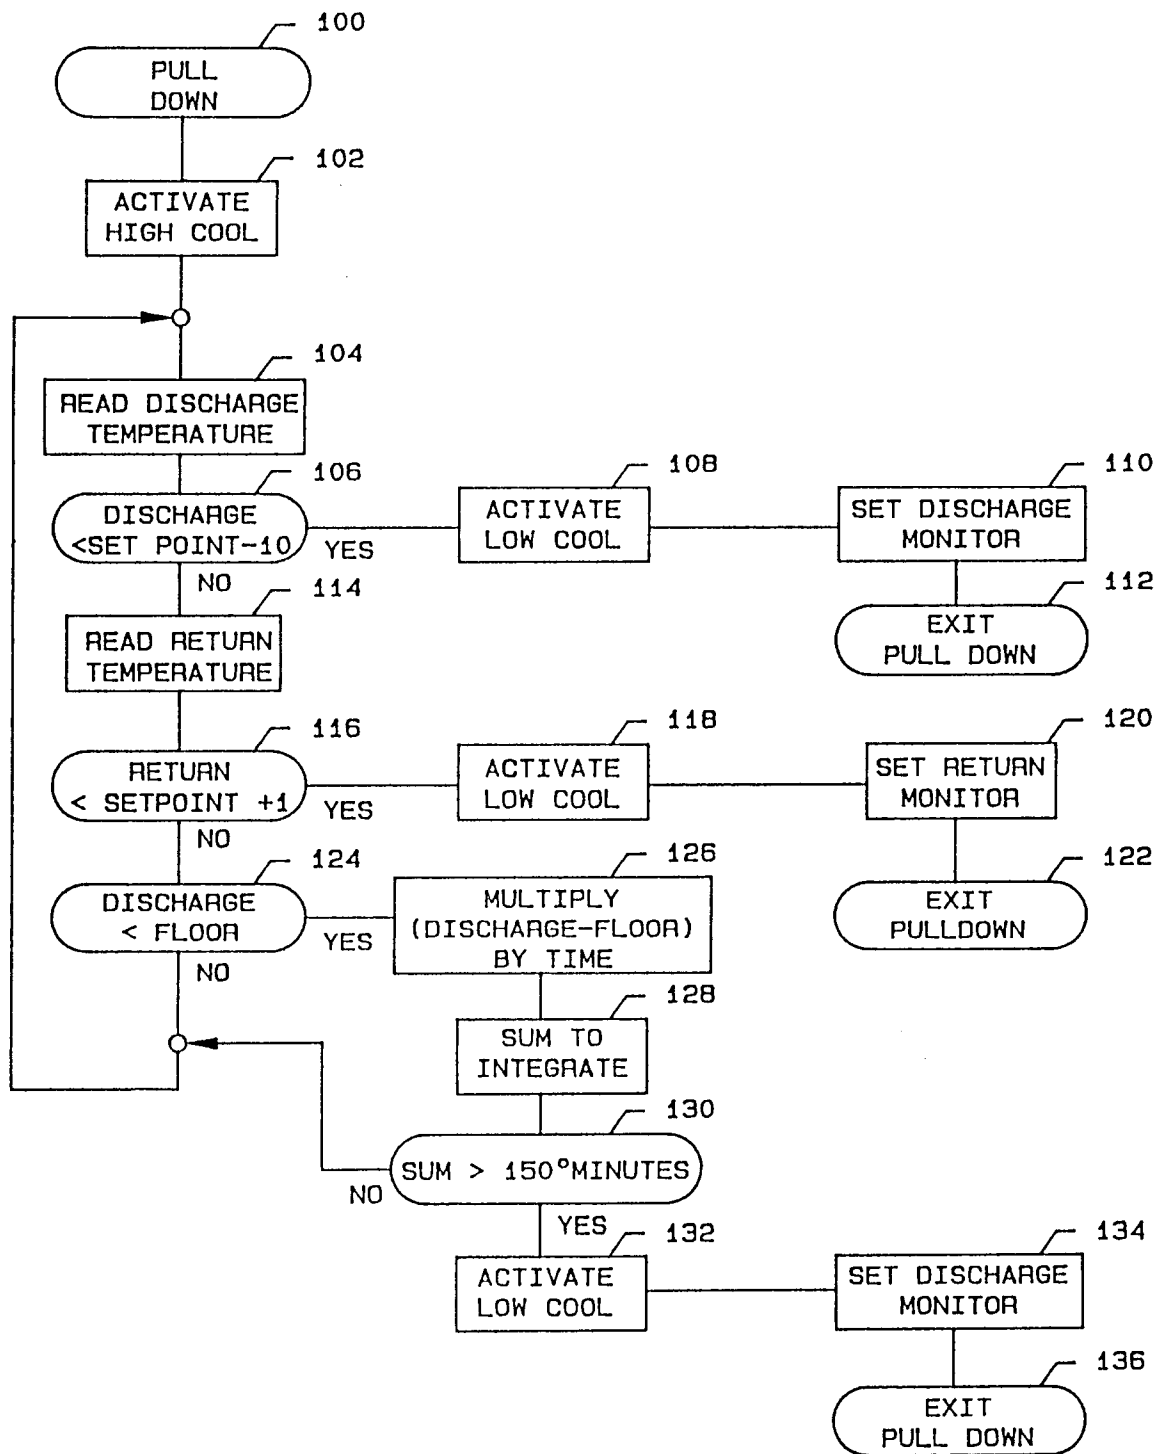 100
PULL
DOWN
102
ACTIVATE
HIGH COOL
104
READ DISCHARGE
TEMPERATURE
106
DISCHARGE
<SET POINT-10
YES
NO
108
ACTIVATE
LOW COOL
110
SET DISCHARGE
MONITOR
112
EXIT
PULL DOWN
114
READ RETURN
TEMPERATURE
116
RETURN
< SETPOINT +1
YES
NO
118
ACTIVATE
LOW COOL
120
SET RETURN
MONITOR
122
EXIT
PULLDOWN
124
DISCHARGE
< FLOOR
YES
NO
126
MULTIPLY
(DISCHARGE-FLOOR)
BY TIME
128
SUM TO
INTEGRATE
130
SUM > 150°MINUTES
NO
YES
132
ACTIVATE
LOW COOL
134
SET DISCHARGE
MONITOR
136
EXIT
PULL DOWN